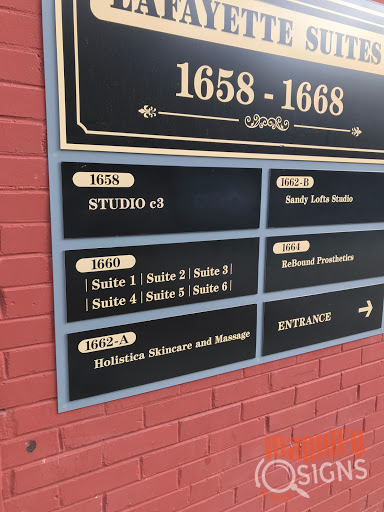 LAFAYETTE SUITES
1658 - 1668
1658
STUDIO c3
1660
| Suite 1 | Suite 2 | Suite 3 |
| Suite 4 | Suite 5 | Suite 6 |
1662-A
Holistica Skincare and Massage
1662-B
Sandy Lofts Studio
1664
ReBound Prosthetics
ENTRANCE
SIGNS